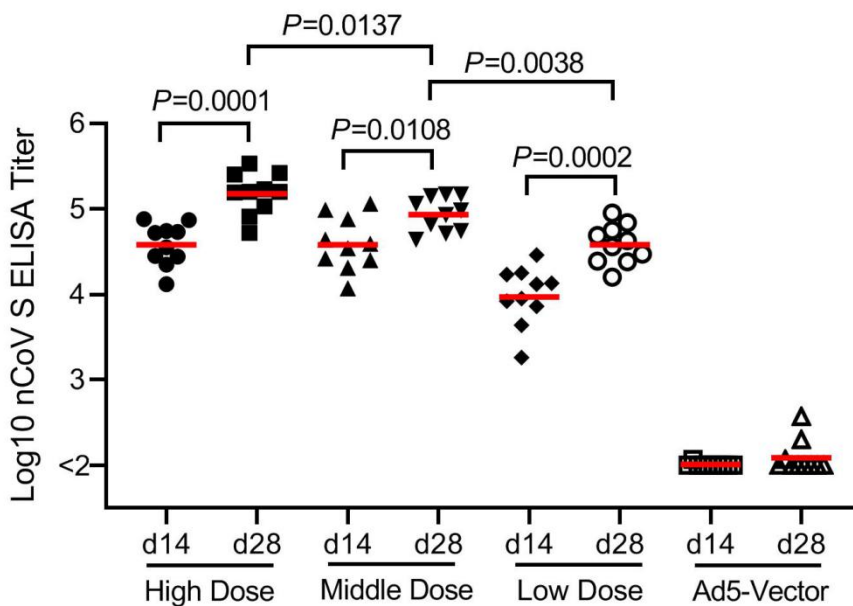 P=0.0137
P=0.0038
P=0.0001
P=0.0108
P=0.0002
Log10 nCoV S ELISA Titer
6
5
4
3
<2
d14 d28 d14 d28 d14 d28 d14 d28
High Dose Middle Dose Low Dose Ad5-Vector